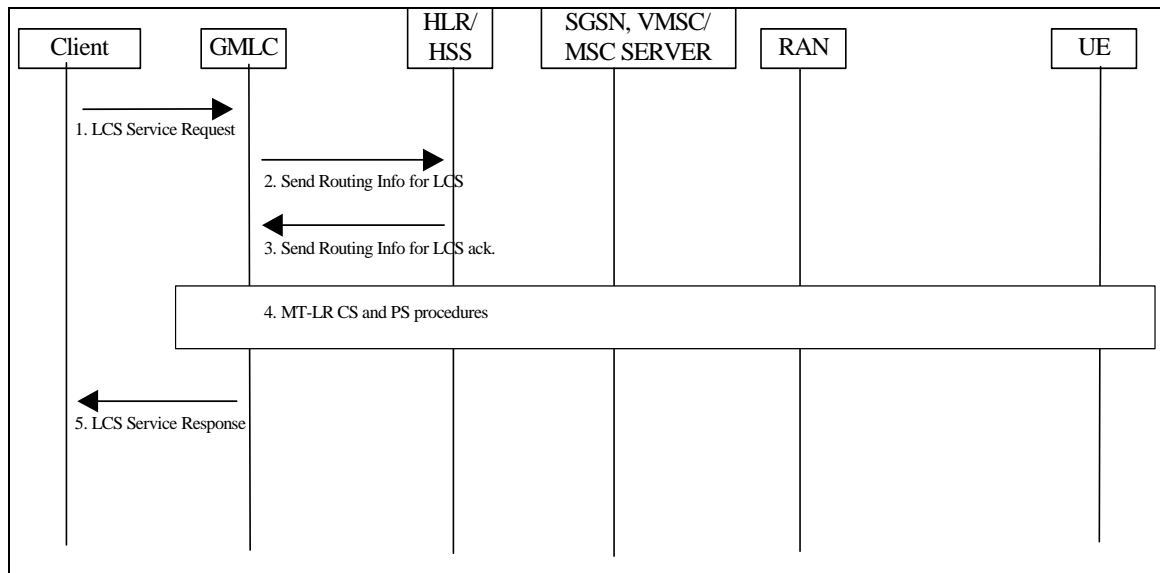 Client
GMLC
HLR/
HSS
SGSN, VMSC/
MSC SERVER
RAN
UE
1. LCS Service Request
2. Send Routing Info for LCS
3. Send Routing Info for LCS ack.
4. MT-LR CS and PS procedures
5. LCS Service Response